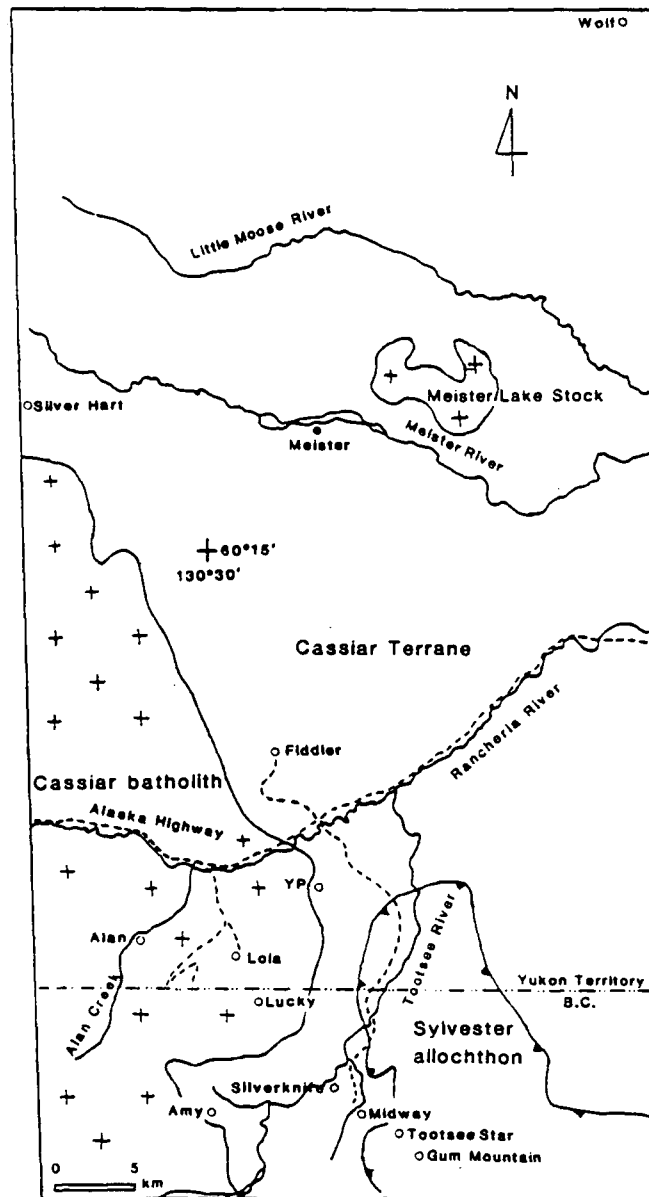 Wolf
N
Little Moose River
Meister Lake Stock
Silver Hart
Meister
Meister River
60°15'
130°30'
Cassiar Terrane
Rancheria River
Fiddler
Cassiar batholith
Alaska Highway
YP
Tootsee River
Alan
Lola
Yukon Territory
B.C.
Alan Creek
Lucky
Sylvester
allochthon
Silverknife
Amy
Midway
Tootsee Star
Gum Mountain
0 5
km